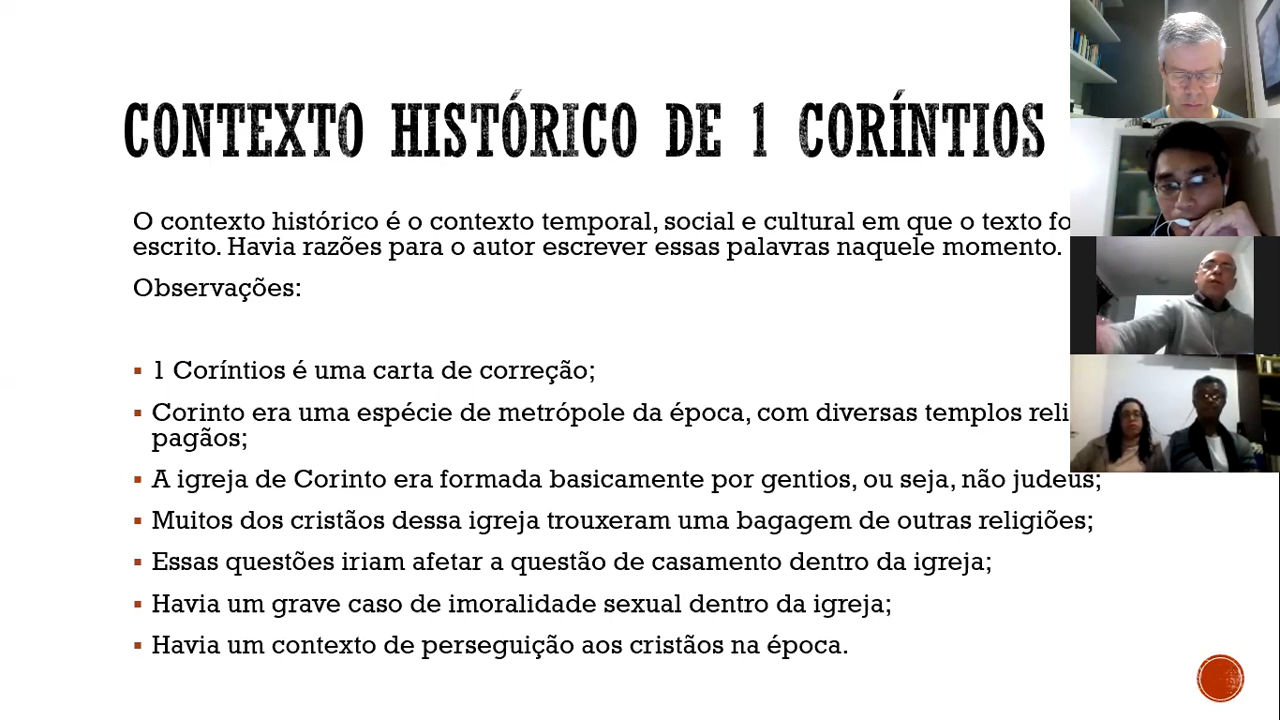 CONTEXTO HISTÓRICO DE 1 CORÍNTIOS
O contexto histórico é o contexto temporal, social e cultural em que o texto
escrito. Havia razões para o autor escrever essas palavras naquele momento.
Observações:
▪ 1 Coríntios é uma carta de correção;
▪ Corinto era uma espécie de metrópole da época, com diversas templos
pagãos;
▪ A igreja de Corinto era formada basicamente por gentios, ou seja, não judeus;
▪ Muitos dos cristãos dessa igreja trouxeram uma bagagem de outras religiões;
▪ Essas questões iriam afetar a questão de casamento dentro da igreja;
▪ Havia um grave caso de imoralidade sexual dentro da igreja;
▪ Havia um contexto de perseguição aos cristãos na época.